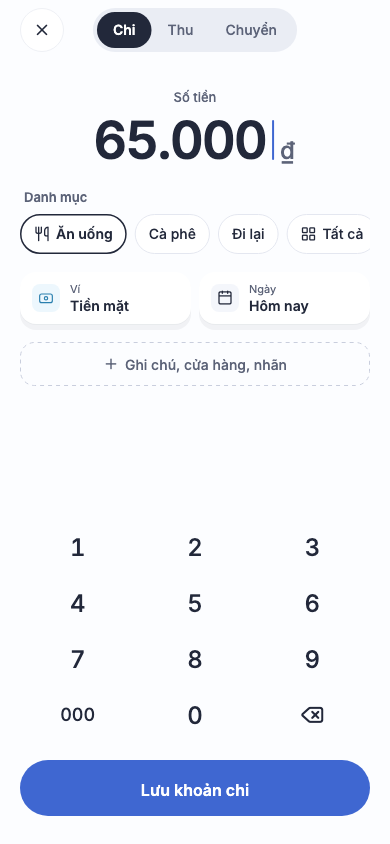 Chi Thu Chuyển
Số tiền
65.000 đ
Danh mục
Ăn uống Cà phê Đi lại Tất cả
Ví Ngày
Tiền mặt Hôm nay
Ghi chú, cửa hàng, nhãn
1 2 3
4 5 6
7 8 9
000 0
Lưu khoản chi